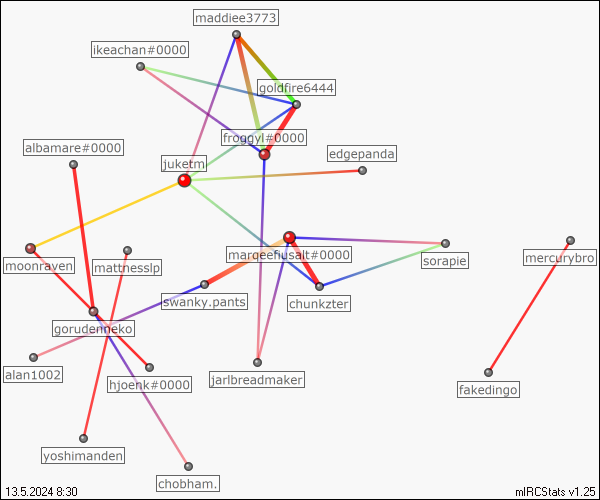 maddiee3773
ikeachan#0000
goldfire6444
froggyl#0000
albamare#0000
edgepanda
juketm
marqeefiusalt#0000
sorapie
mercurybro
moonraven
mattnesslp
swanky.pants
chunkzter
gorudenneko
alan1002
hjoenk#0000
jarlbreadmaker
fakedingo
yoshimanden
chobham.
13.5.2024 8:30
mIRCStats v1.25